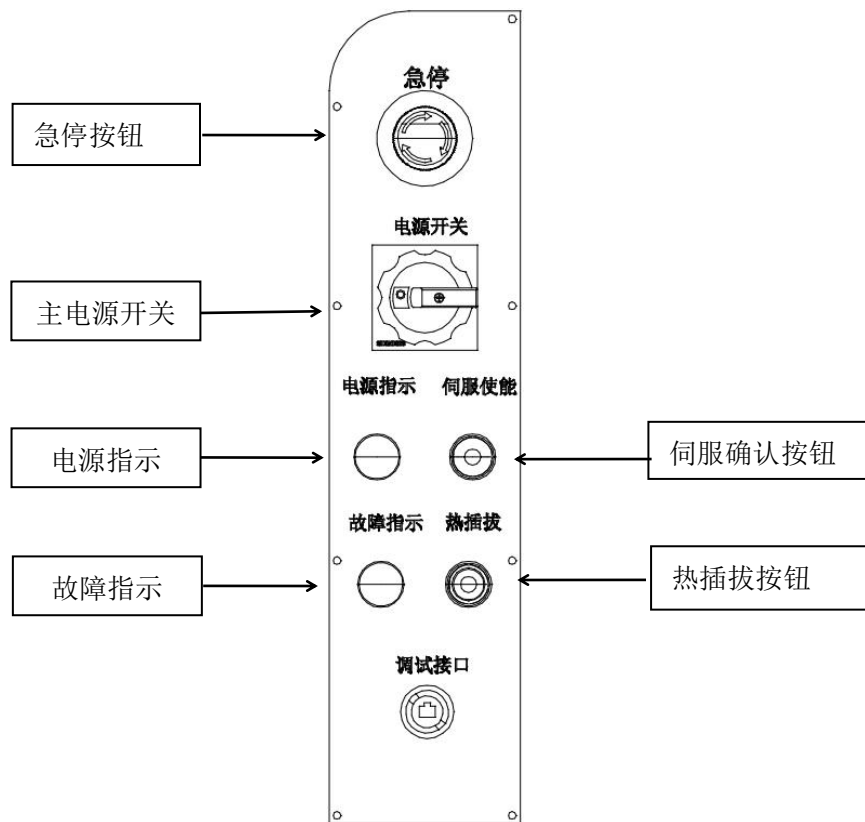 急停
急停按钮
电源开关
主电源开关
电源指示 伺服使能
电源指示
伺服确认按钮
故障指示 热插拔
故障指示
热插拔按钮
调试接口